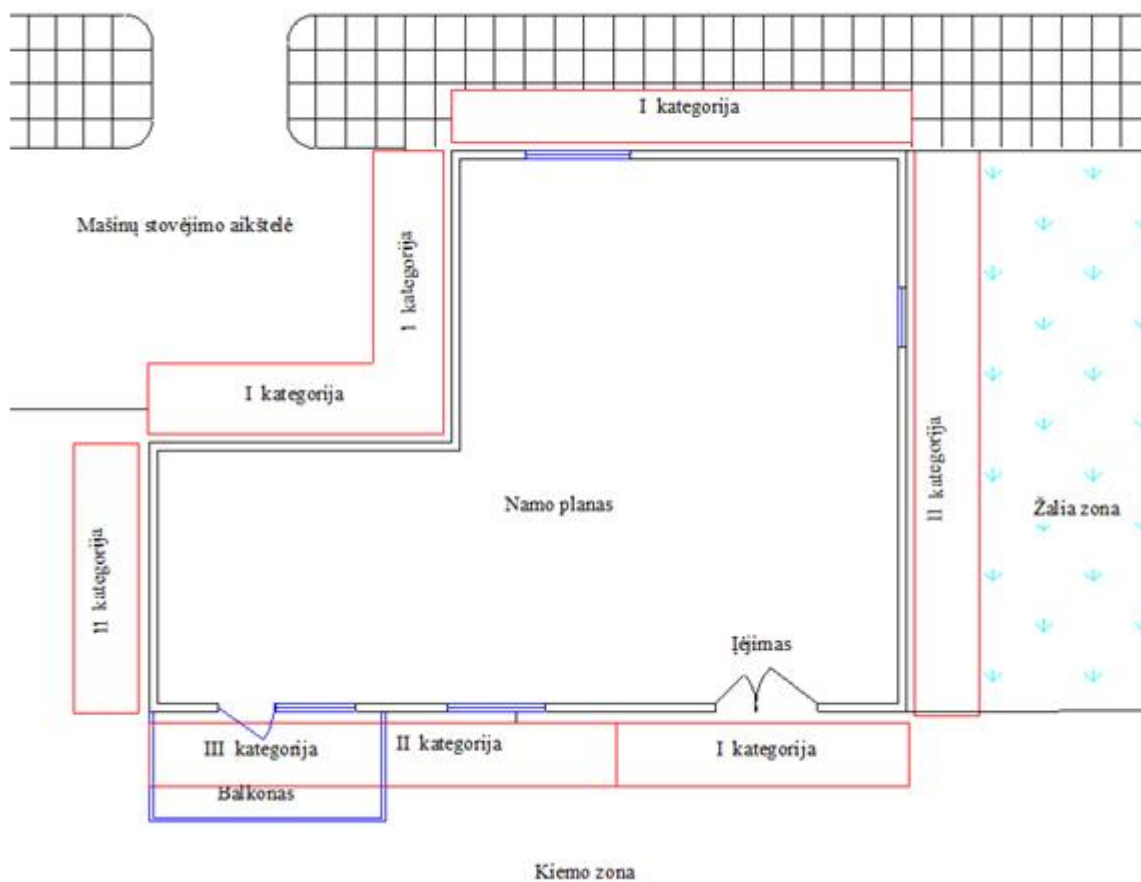 I kategorija
Mašinų stovėjimo aikštelė
I kategorija
I kategorija
II kategorija
Namo planas
Žalia zona
II kategorija
Įėjimas
III kategorija
II kategorija
I kategorija
Balkonas
Kiemo zona